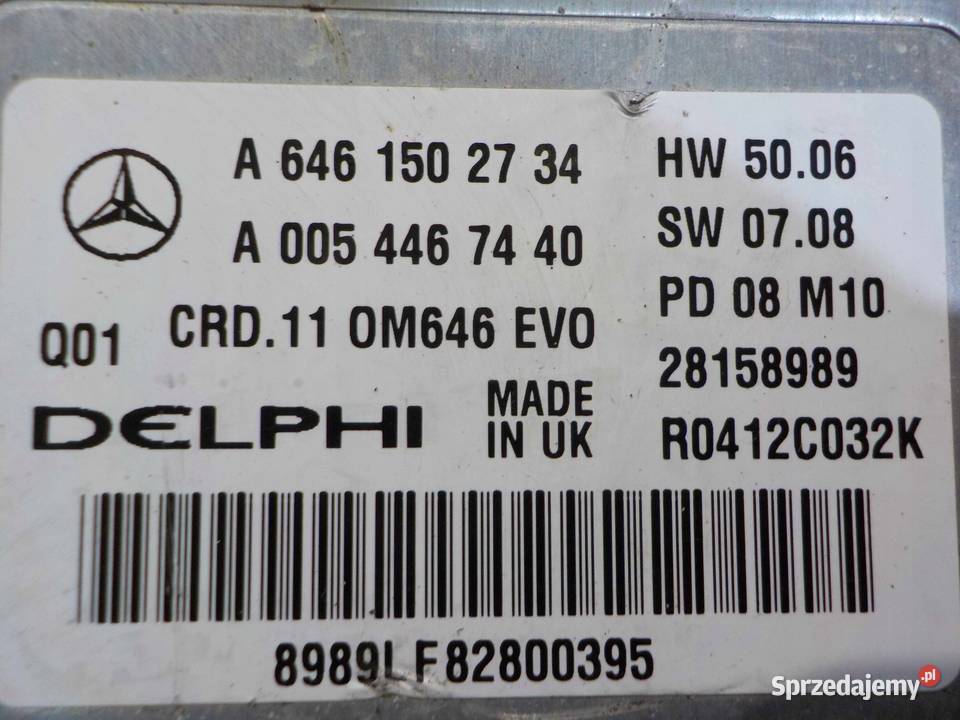 A 646 150 27 34
A 005 446 74 40
Q01 CRD.11 OM646 EVO
DELPHI
MADE
IN UK
HW 50.06
SW 07.08
PD 08 M10
28158989
R0412C032K
8989LF82800395
Sprzedajemy.pl